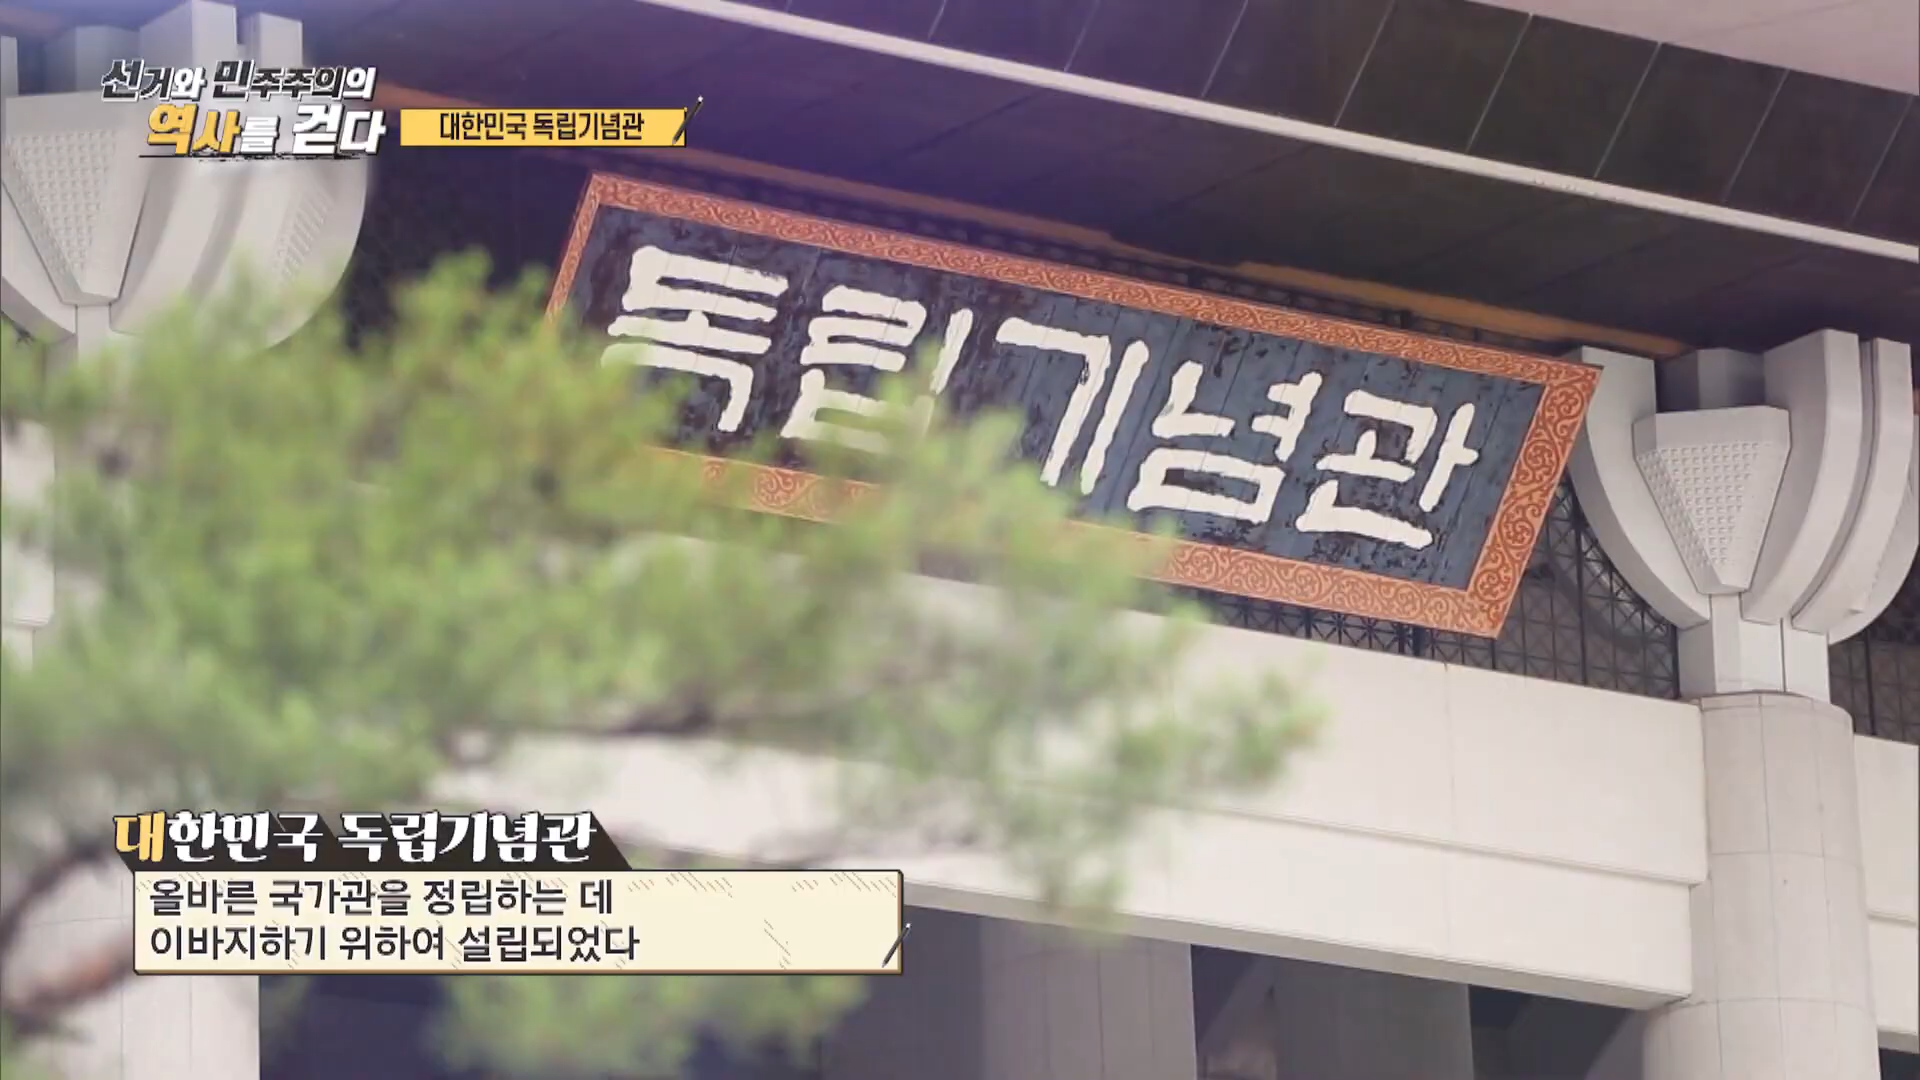 선거와 민주주의의
역사를 걷다
대한민국 독립기념관
독립기념관
대한민국 독립기념관
올바른 국가관을 정립하는 데
이바지하기 위하여 설립되었다